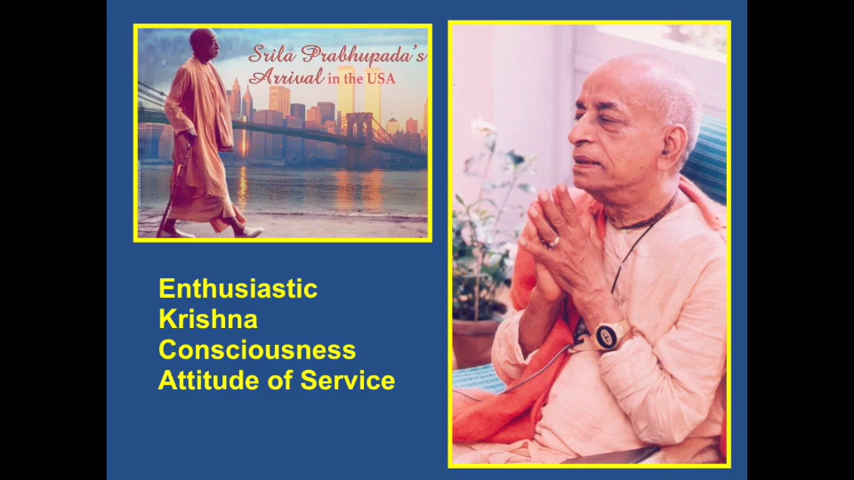 Srila Prabhupada's
Arrival in the USA
Enthusiastic
Krishna
Consciousness
Attitude of Service